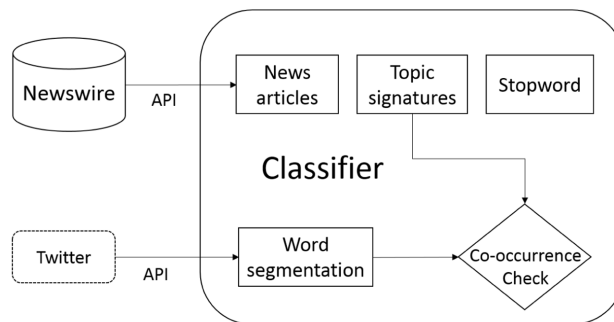 Newswire
API
News
articles
Topic
signatures
Stopword
Classifier
Twitter
API
Word
segmentation
Co-occurrence
Check